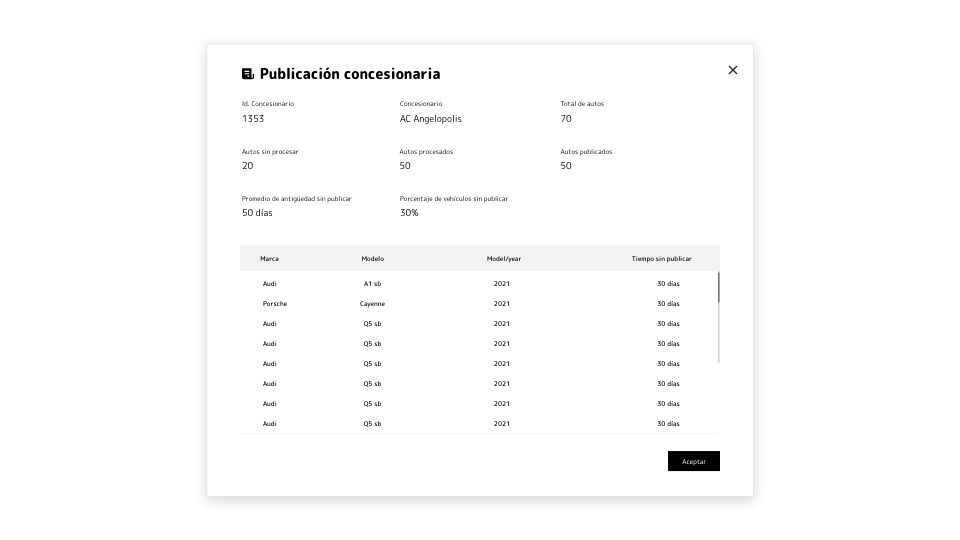 Publicación concesionaria
Id. Concesionario Concesionario Total de autos
1353 AC Angelopolis 70
Autos sin procesar Autos procesados Autos publicados
20 50 50
Promedio de antigüedad sin publicar Porcentaje de vehículos sin publicar
50 días 30%
Marca Modelo Model/year Tiempo sin publicar
Audi A1 sb 2021 30 días
Porsche Cayenne 2021 30 días
Audi Q5 sb 2021 30 días
Audi Q5 sb 2021 30 días
Audi Q5 sb 2021 30 días
Audi Q5 sb 2021 30 días
Audi Q5 sb 2021 30 días
Audi Q5 sb 2021 30 días
Aceptar